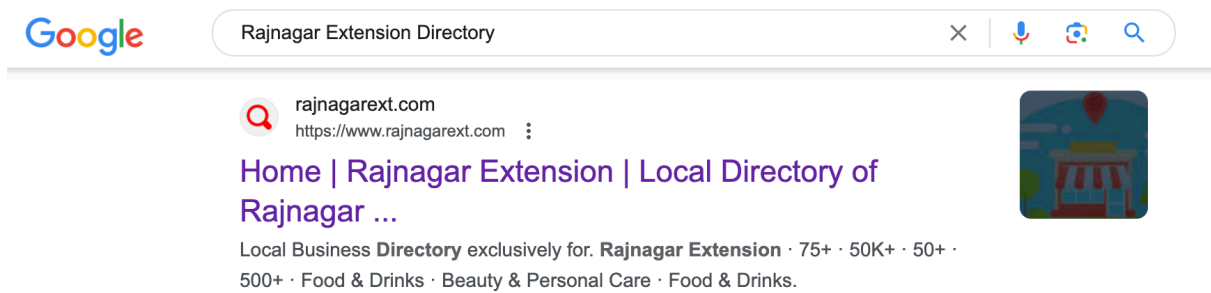 Google
Rajnagar Extension Directory
rajnagarext.com
https://www.rajnagarext.com
Home | Rajnagar Extension | Local Directory of
Rajnagar ...
Local Business Directory exclusively for. Rajnagar Extension · 75+ · 50K+ · 50+ ·
500+ · Food & Drinks · Beauty & Personal Care · Food & Drinks.